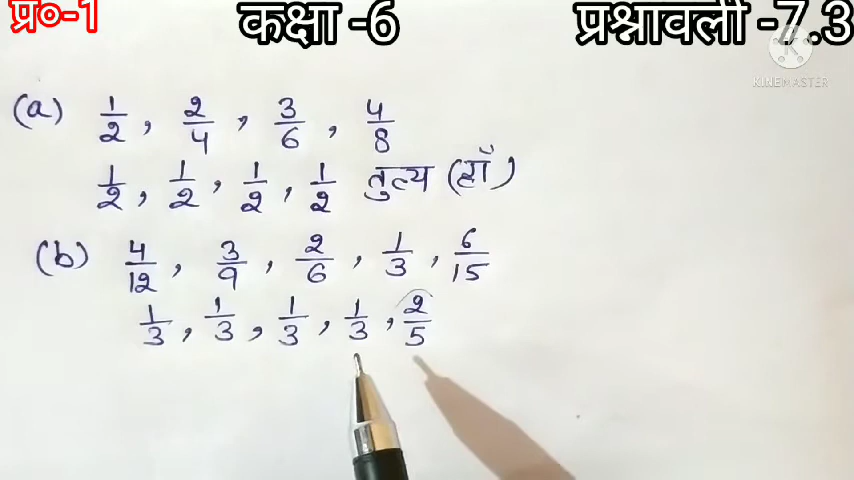 प्र०-1 कक्षा -6 प्रश्नावली -7.3
KINEMASTER
(a) 1/2, 2/4, 3/6, 4/8
1/2, 1/2, 1/2, 1/2 तुल्य (हाँ)
(b) 4/12, 3/9, 2/6, 1/3, 6/15
1/3, 1/3, 1/3, 1/3, 2/5